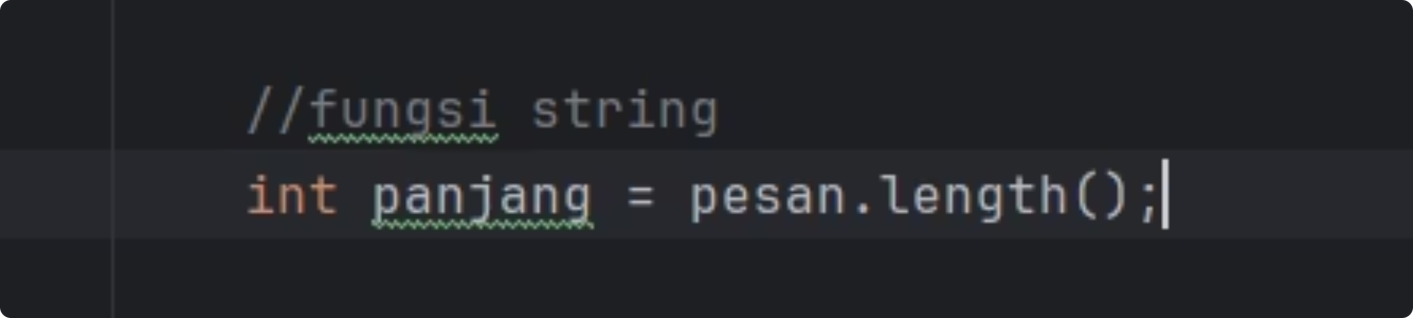 //fungsi string
int panjang = pesan.length();